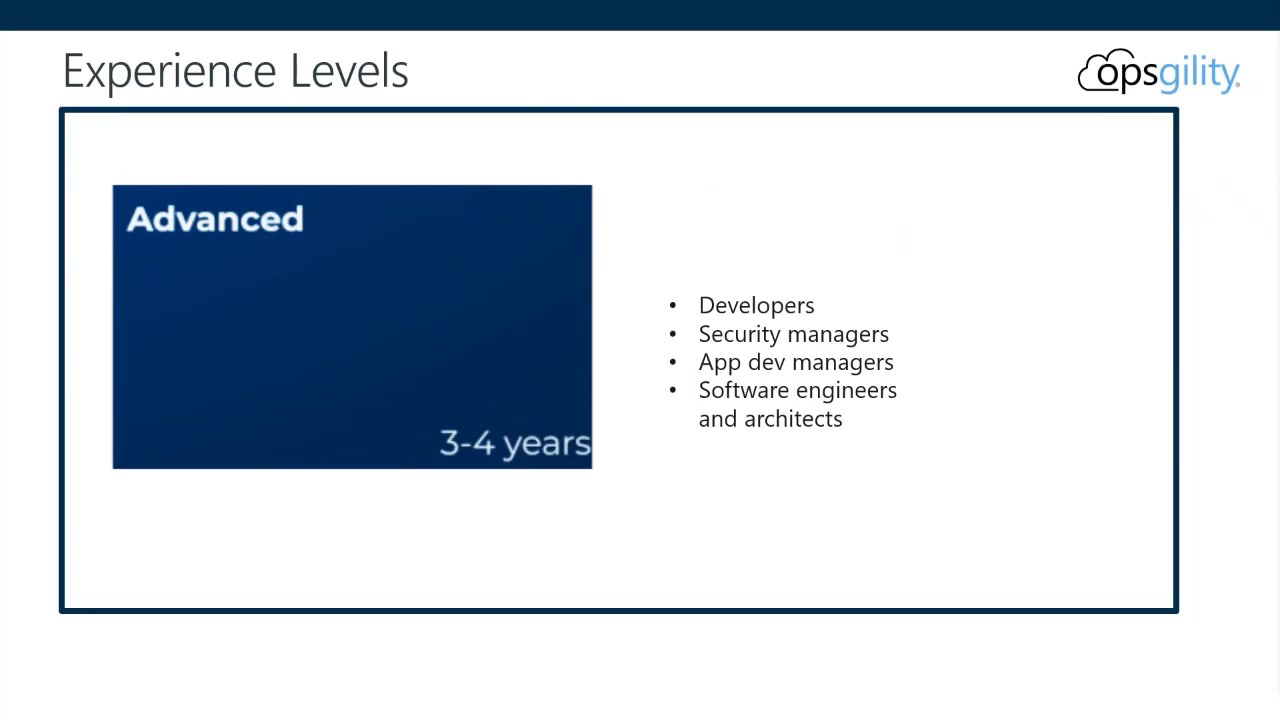 Experience Levels
opsgility
Advanced
3-4 years
• Developers
• Security managers
• App dev managers
• Software engineers
and architects